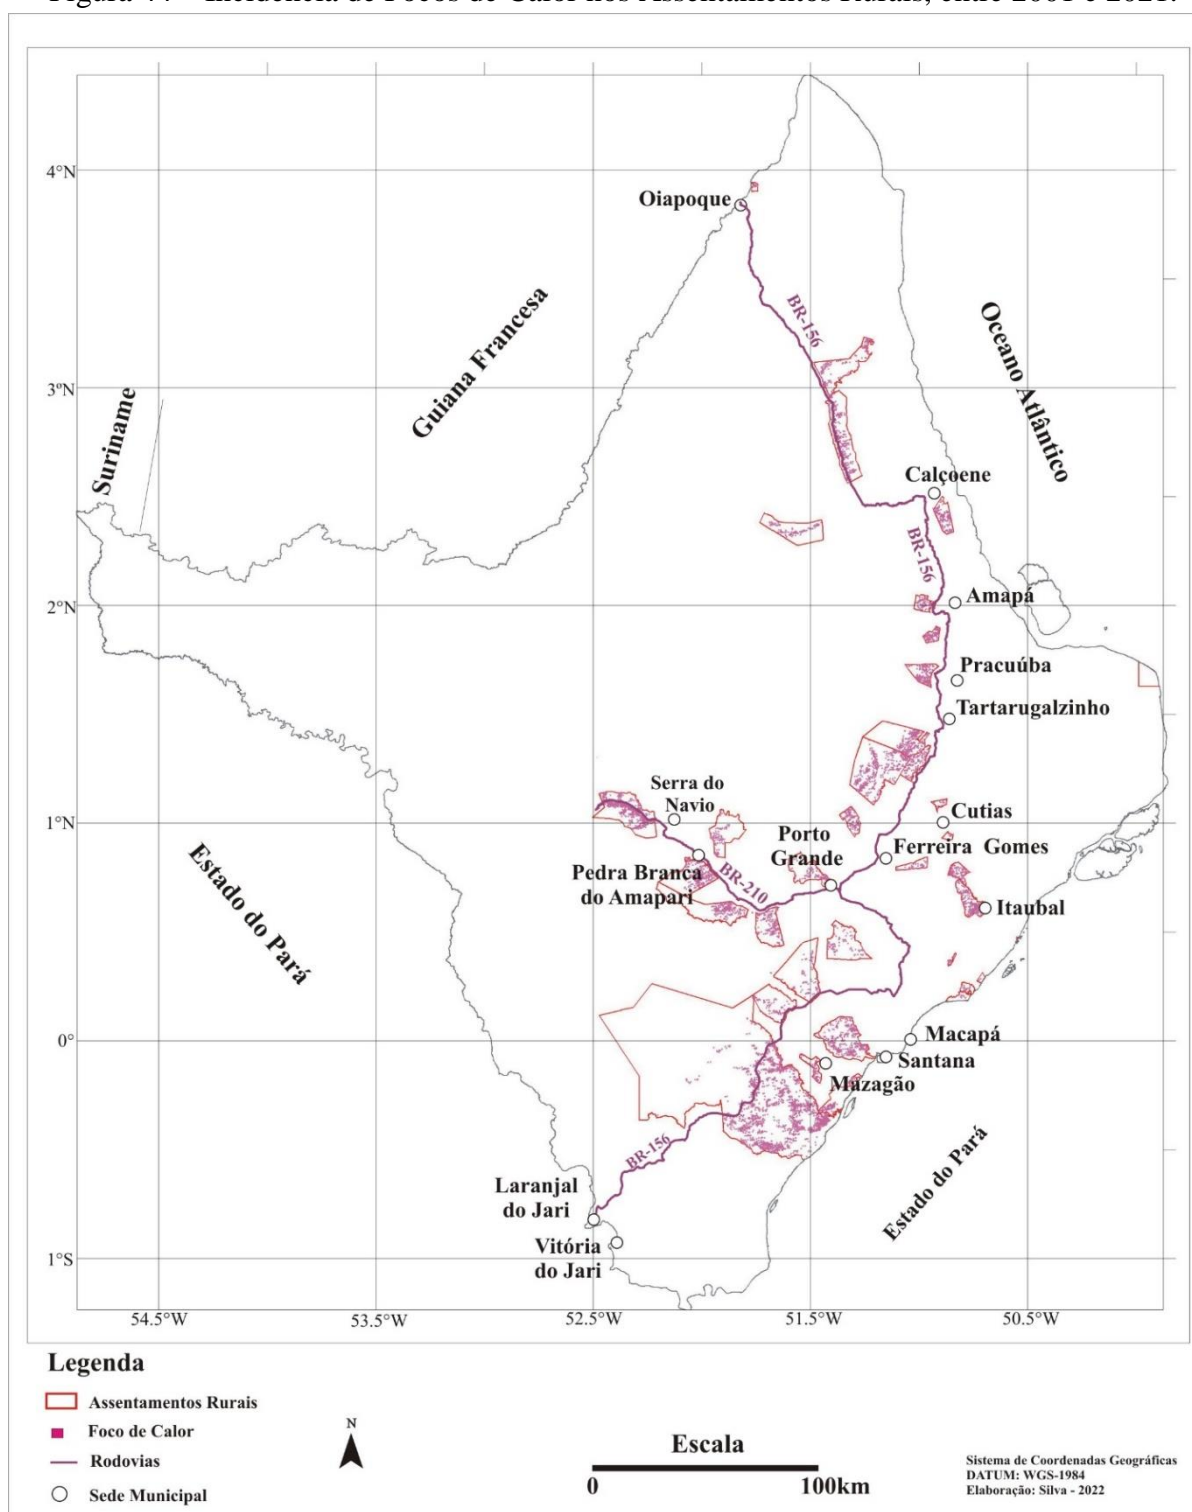 4°N
Oiapoque
BR-156
Guiana Francesa
Oceano Atlântico
3°N
Suriname
Calçoene
BR-156
2°N
Amapá
Pracuúba
Tartarugalzinho
Serra do
Navio
1°N
Cutias
Porto
Grande
Ferreira Gomes
Estado do Pará
Pedra Branca
do Amapari
BR-210
Itaubal
0°
Macapá
Santana
Mazagão
BR-156
Estado do Pará
Laranjal
do Jari
Vitória
do Jari
1°S
54.5°W
53.5°W
52.5°W
51.5°W
50.5°W
Legenda
Assentamentos Rurais
Foco de Calor
Rodovias
Sede Municipal
N
Escala
0
100km
Sistema de Coordenadas Geográficas
DATUM: WGS-1984
Elaboração: Silva - 2022